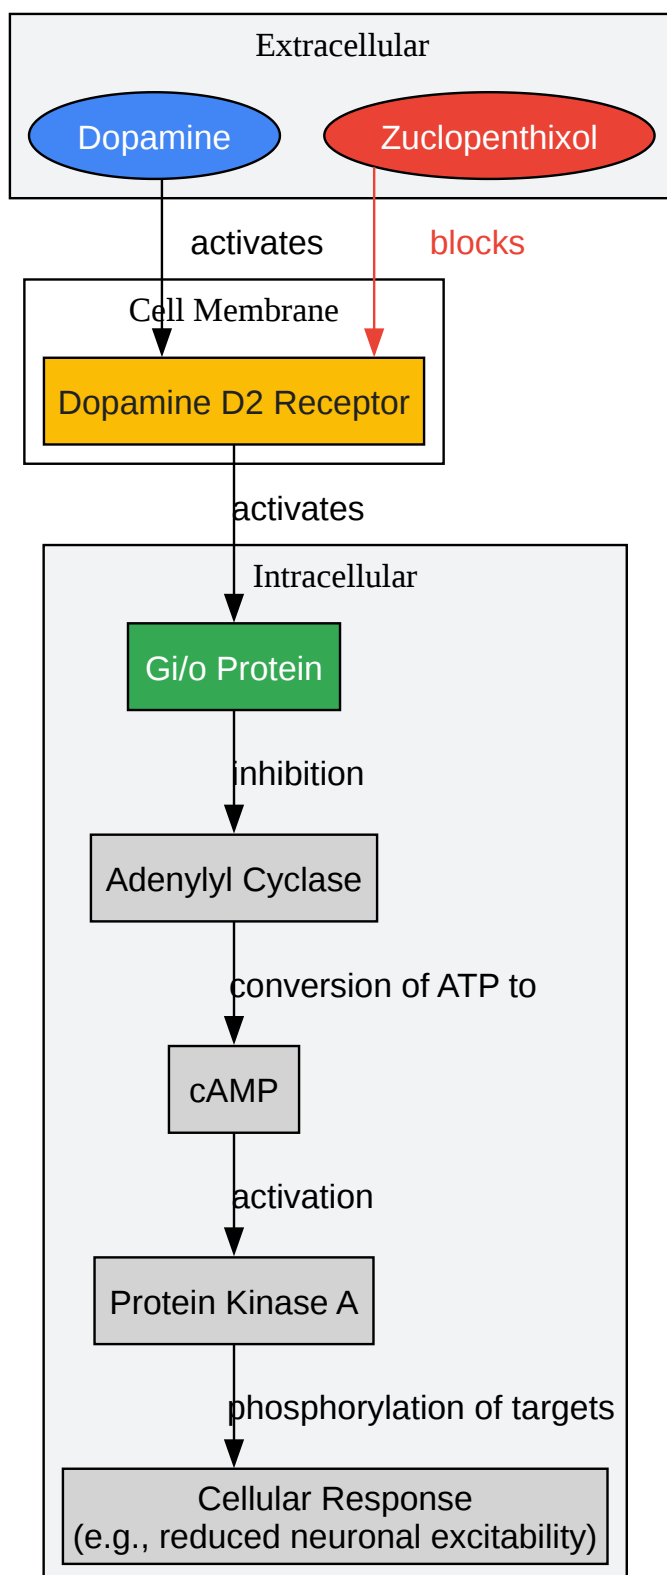 Extracellular
Dopamine
Zuclopenthixol
activates
blocks
Cell Membrane
Dopamine D2 Receptor
activates
Intracellular
Gi/o Protein
inhibition
Adenylyl Cyclase
conversion of ATP to
cAMP
activation
Protein Kinase A
phosphorylation of targets
Cellular Response
(e.g., reduced neuronal excitability)